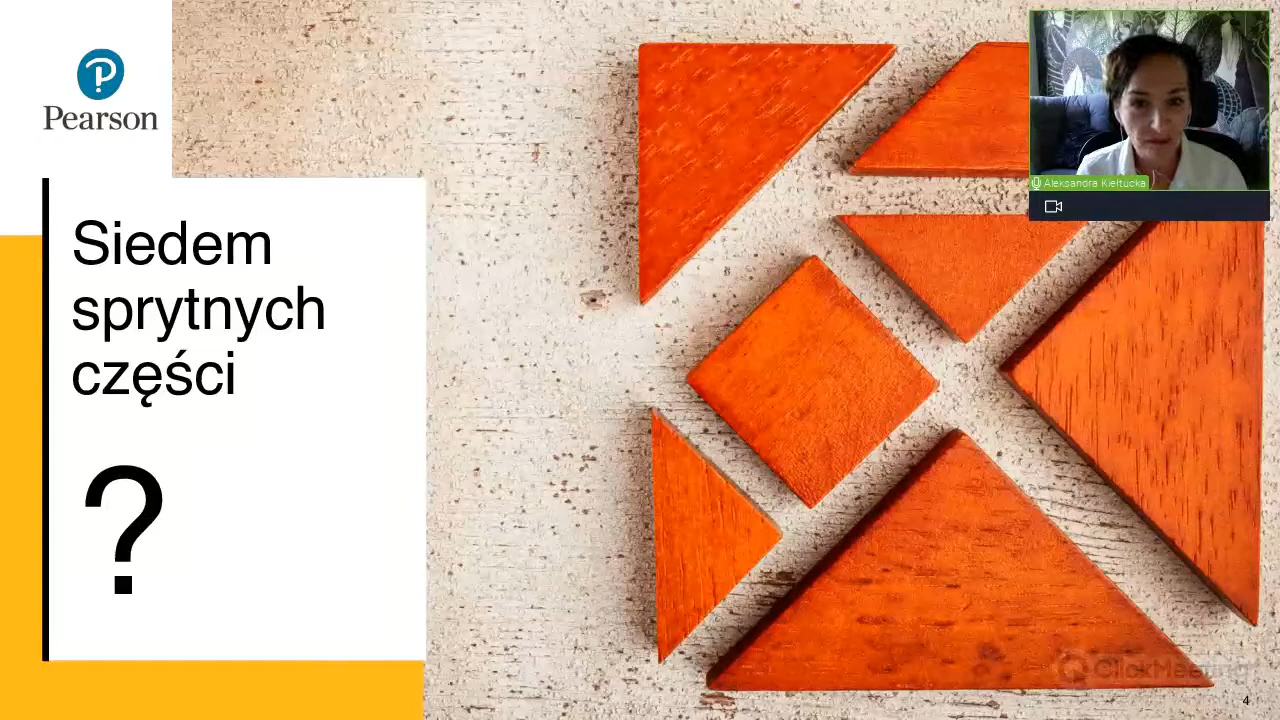 Pearson
Siedem
sprytnych
części
?
Aleksandra Kiełtucka
ClickMeeting
4